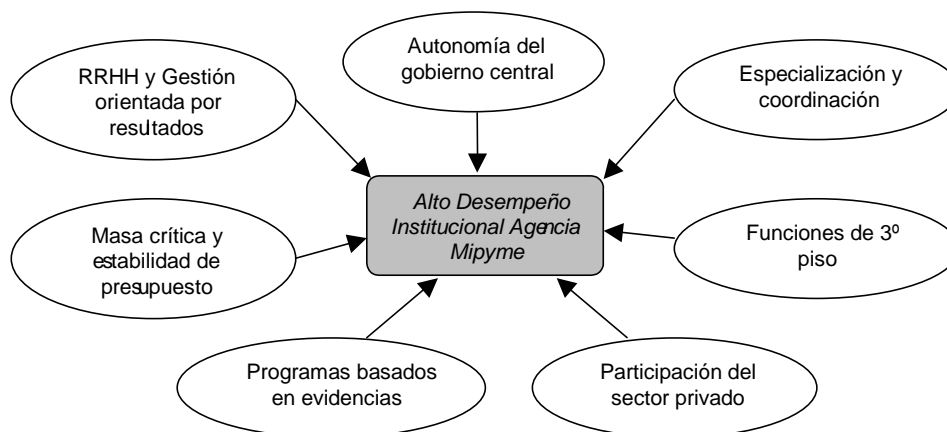 Autonomía del
gobierno central
RRHH y Gestión
orientada por
resultados
Especialización y
coordinación
Alto Desempeño
Institucional Agencia
Mipyme
Masa crítica y
estabilidad de
presupuesto
Funciones de 3º
piso
Programas basados
en evidencias
Participación del
sector privado